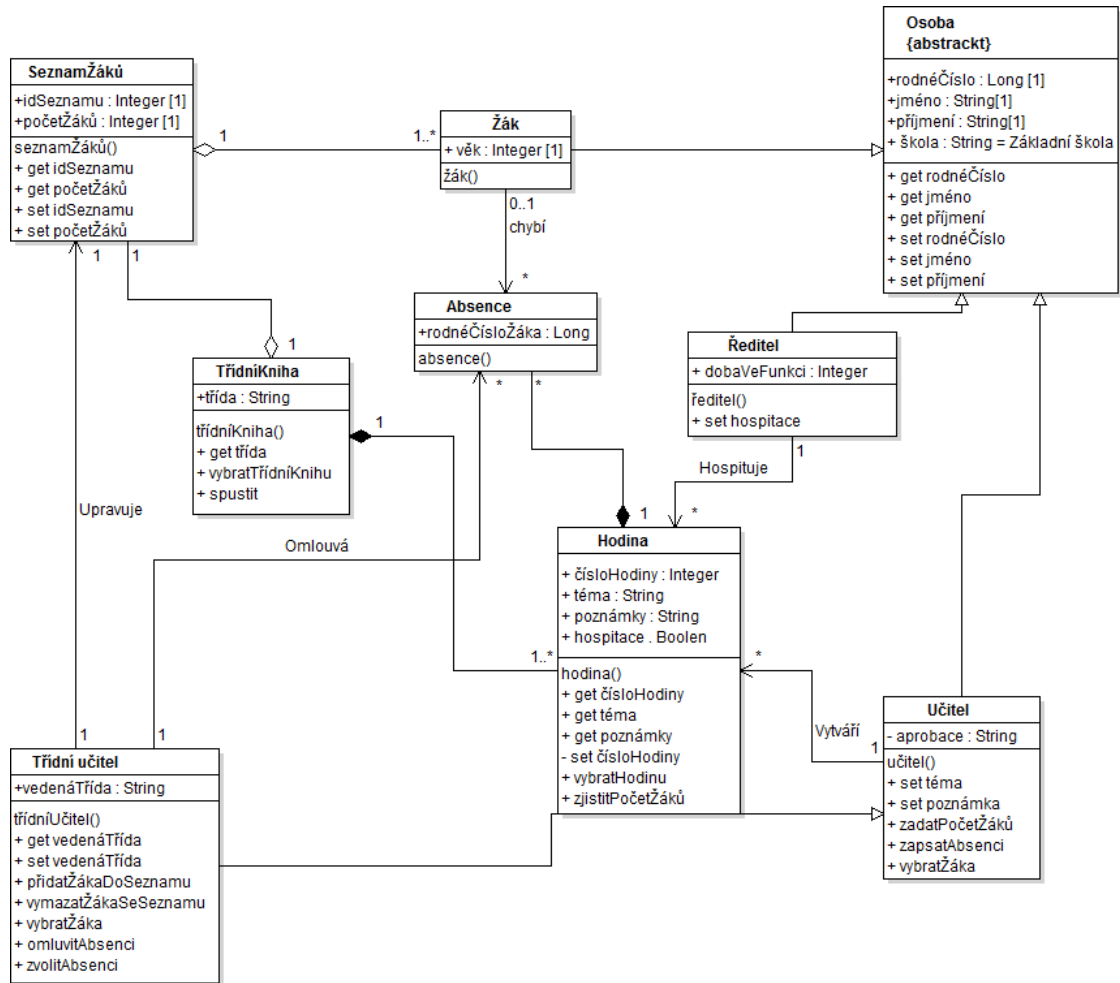 Osoba
{abstrackt}
+rodnéČíslo : Long [1]
+jméno : String[1]
+příjmení : String[1]
+ škola : String = Základní škola
+ get rodnéČíslo
+ get jméno
+ get příjmení
+ set rodnéČíslo
+ set jméno
+ set příjmení
SeznamŽáků
+idSeznamu : Integer [1]
+početŽáků : Integer [1]
seznamŽáků()
+ get idSeznamu
+ get početŽáků
+ set idSeznamu
+ set početŽáků
1
1..*
Žák
+ věk : Integer [1]
žák()
0..1
chybí
*
1
1
1
Absence
+rodnéČísloŽáka : Long
absence()
*
*
Ředitel
+ dobaVeFunkci : Integer
ředitel()
+ set hospitace
1
Hospituje
*
TřídníKniha
+třída : String
třídníKniha()
+ get třída
+ vybratTřídníKnihu
+ spustit
1
Upravuje
Omlouvá
1
Hodina
+ čísloHodiny : Integer
+ téma : String
+ poznámky : String
+ hospitace . Boolen
hodina()
+ get čísloHodiny
+ get téma
+ get poznámky
- set čísloHodiny
+ vybratHodinu
+ zjistitPočetŽáků
1..*
*
Vytváří
1
Učitel
- aprobace : String
učitel()
+ set téma
+ set poznámka
+ zadatPočetŽáků
+ zapsatAbsenci
+ vybratŽáka
1
1
Třídní učitel
+vedenáTřída : String
třídníUčitel()
+ get vedenáTřída
+ set vedenáTřída
+ přidatŽákaDoSeznamu
+ vymazatŽákaSeSeznamu
+ vybratŽáka
+ omluvitAbsenci
+ zvolitAbsenci